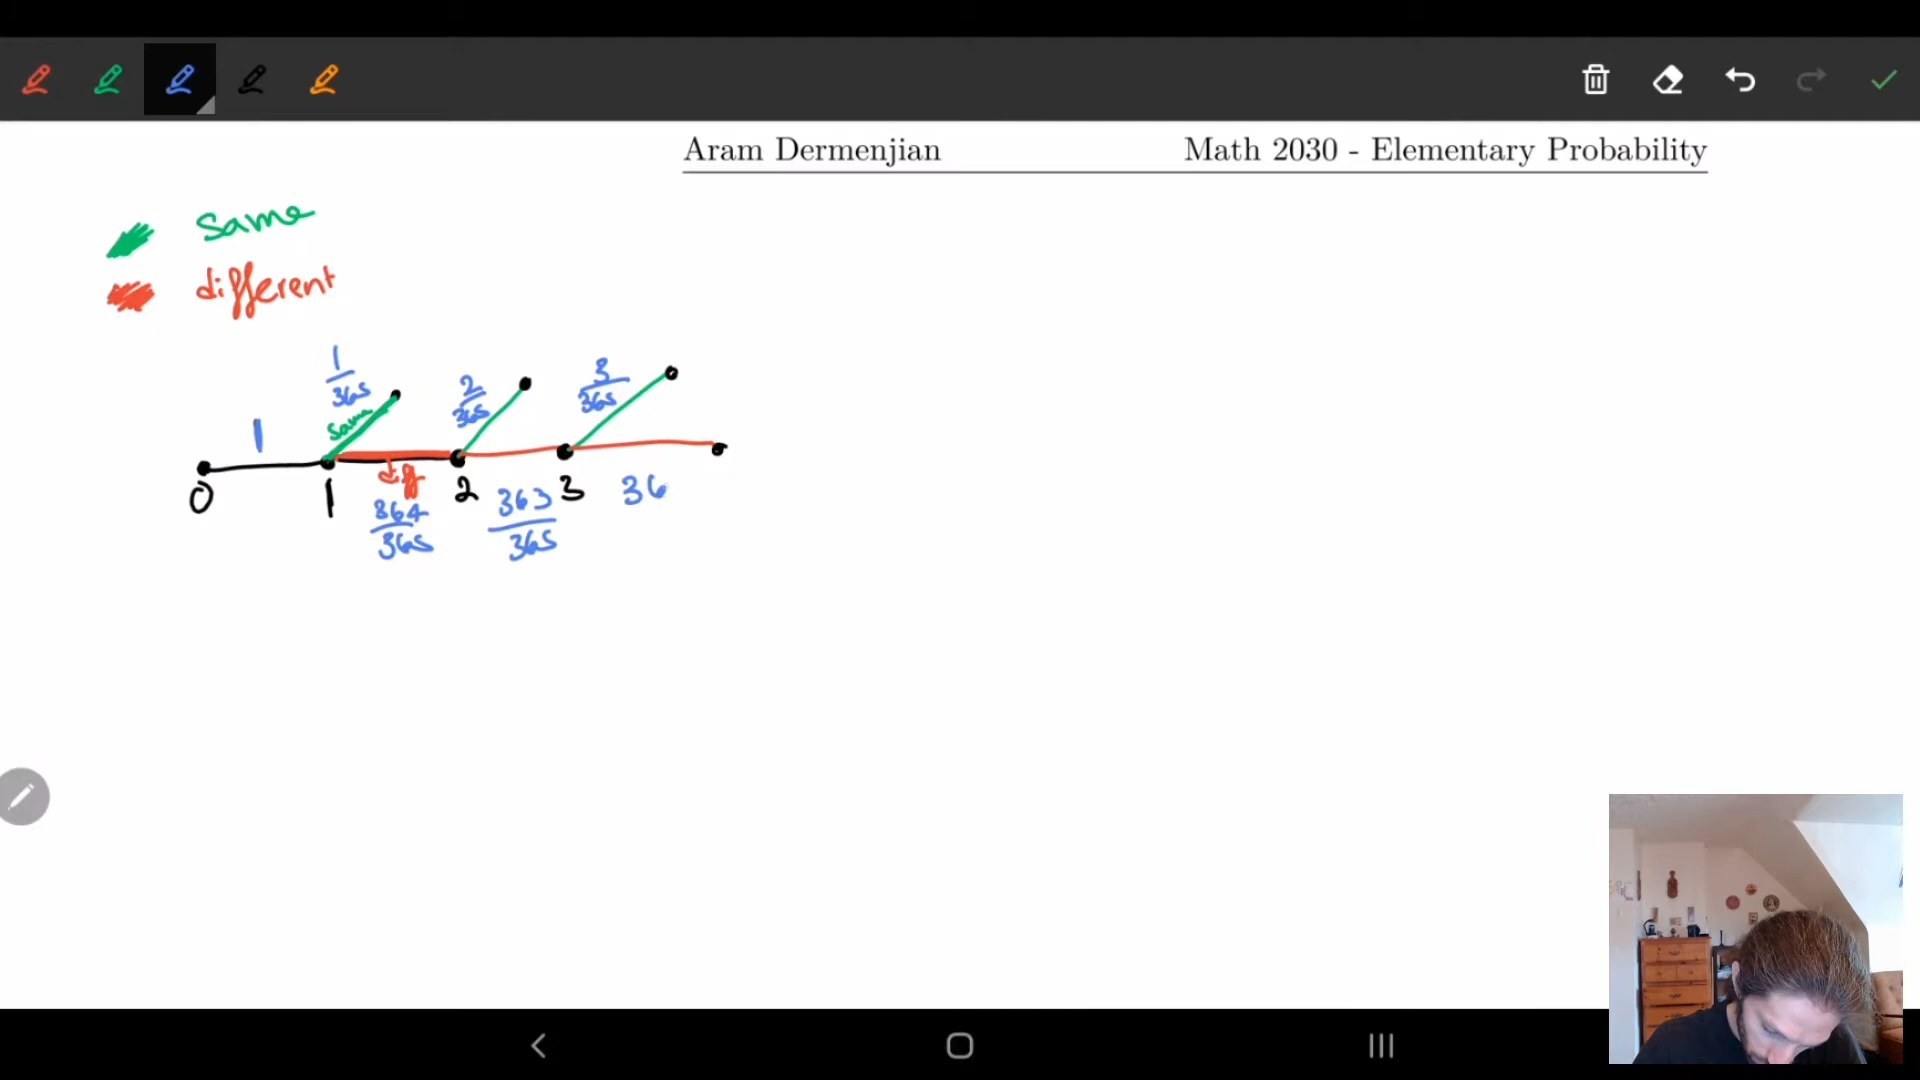 Aram Dermenjian Math 2030 - Elementary Probability
Same
different
1 1/365 2/365 3/365
Same
diff
0 1 2 3
364/365 363/365 36